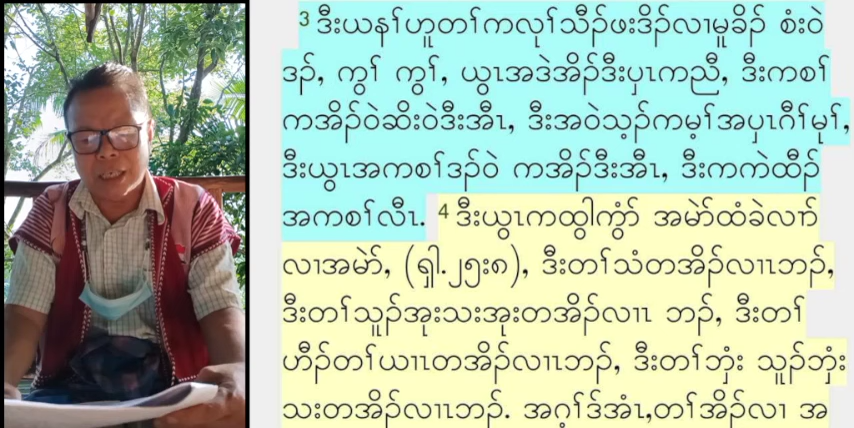 3 ဒီးယနၢ်ဟူတၢ်ကလုၢ်သီၣ်ဖးဒိၣ်လၢမူခိၣ် စံးဝဲ
ဒၣ်, ကွၢ် ကွၢ်, ယွၤအဒဲအိၣ်ဒီးပှၤကညီ, ဒီးကစၢ်
ကအိၣ်ဝဲဆိးဝဲဒီးအီၤ, ဒီးအဝဲသ့ၣ်ကမ့ၢ်အပှၤဂီၢ်မုၢ်,
ဒီးယွၤအကစၢ်ဒၣ်ဝဲ ကအိၣ်ဒီးအီၤ, ဒီးကကဲထီၣ်
အကစၢ်လီၤ. 4 ဒီးယွၤကထွါကွံာ် အမဲာ်ထံခဲလၢာ်
လၢအမဲာ်, (ရှါ.၂၅း၈), ဒီးတၢ်သံတအိၣ်လၢၤဘၣ်,
ဒီးတၢ်သူၣ်အုးသးအုးတအိၣ်လၢၤ ဘၣ်, ဒီးတၢ်
ဟီၣ်တၢ်ယၢၤတအိၣ်လၢၤဘၣ်, ဒီးတၢ်ဘှံး သူၣ်ဘှံး
သးတအိၣ်လၢၤဘၣ်. အဂ့ၢ်ဒ်အံၤ,တၢ်အိၣ်လၢ အ